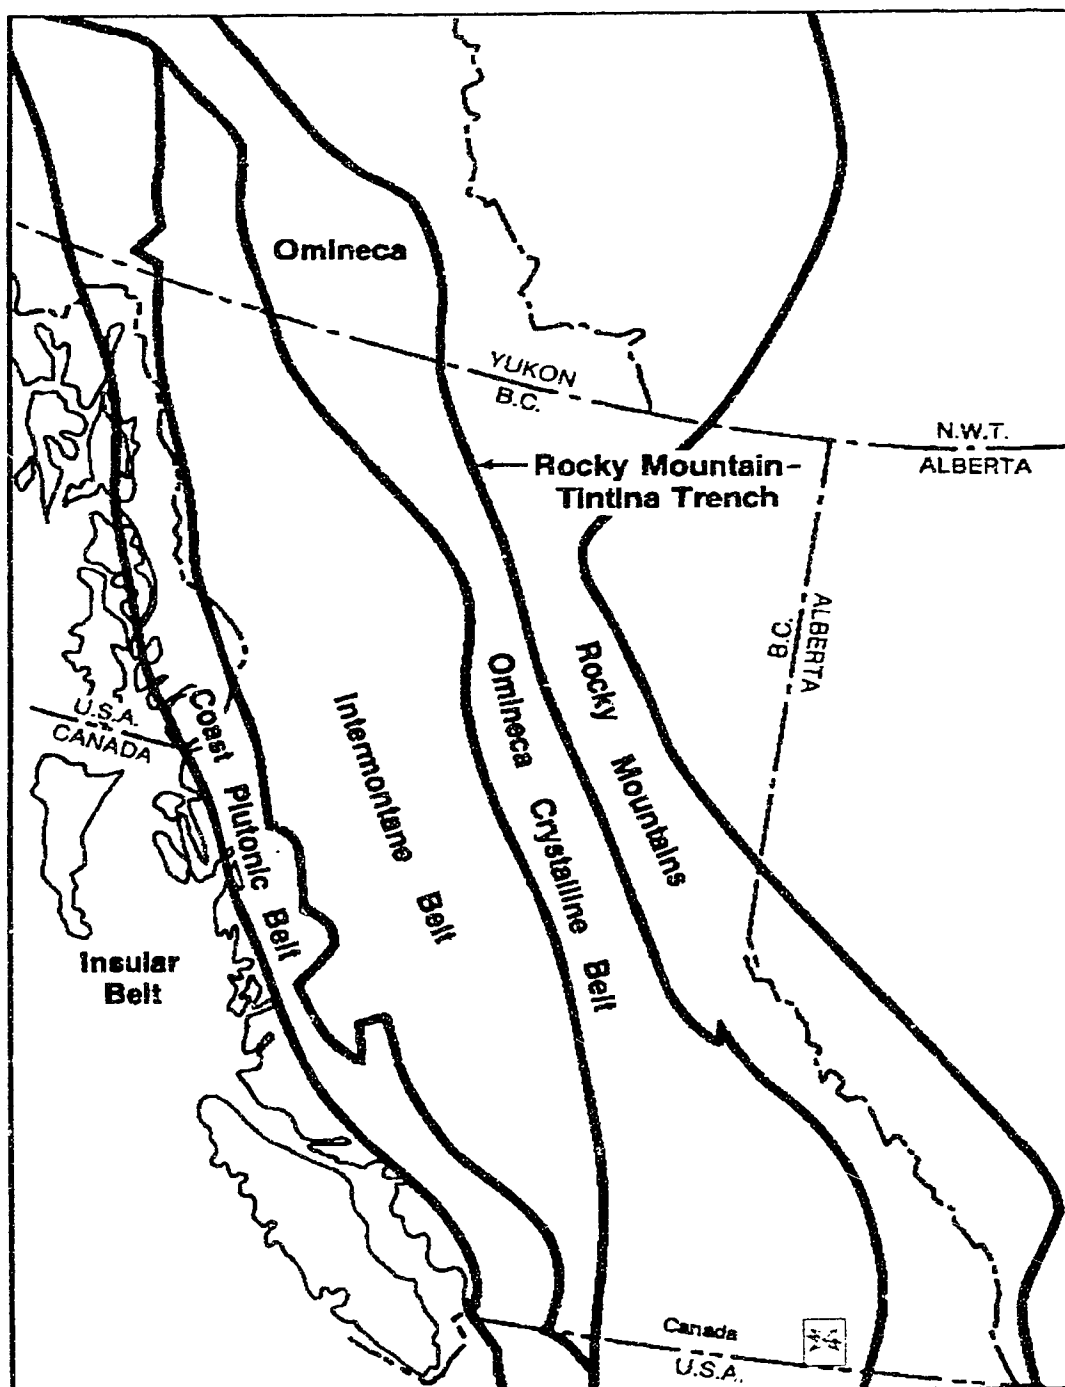 Omineca
YUKON
B.C.
N.W.T.
ALBERTA
Rocky Mountain-
Tintina Trench
ALBERTA
B.C.
Rocky Mountains
Omineca Crystalline Belt
Intermontane Belt
Coast Plutonic Belt
U.S.A.
CANADA
Insular
Belt
Canada
U.S.A.